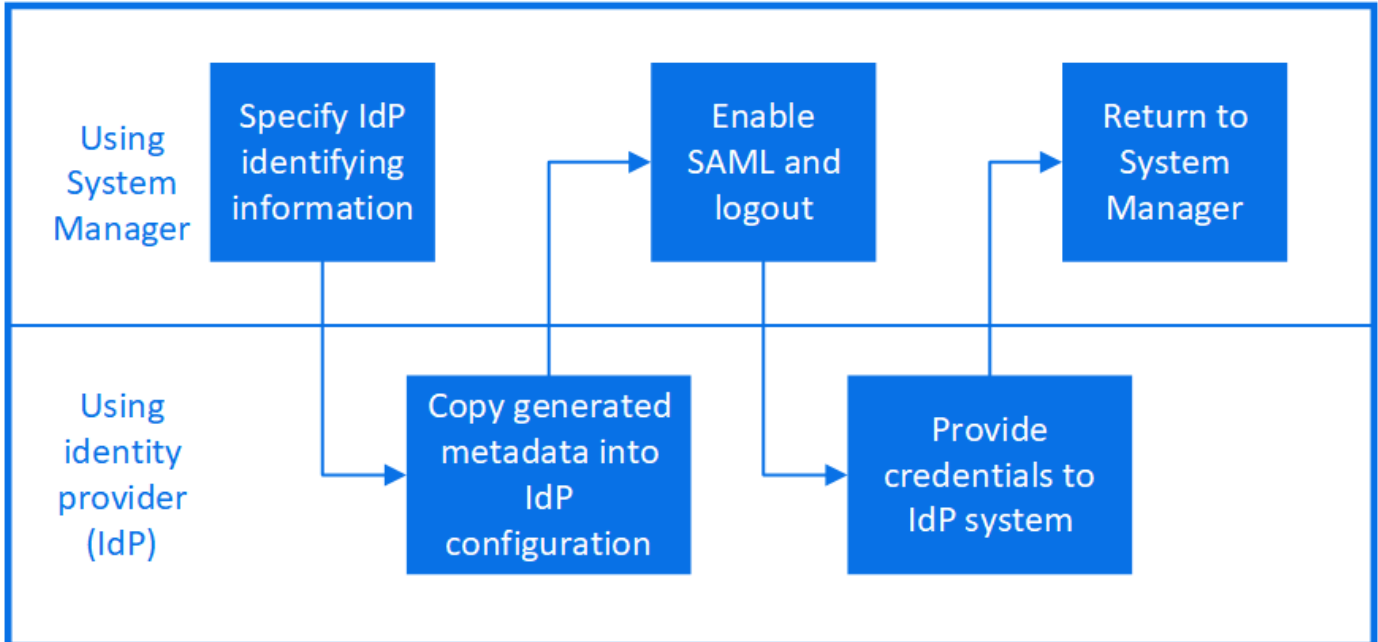 Using
System
Manager
Specify IdP
identifying
information
Enable
SAML and
logout
Return to
System
Manager
Using
identity
provider
(IdP)
Copy generated
metadata into
IdP
configuration
Provide
credentials to
IdP system